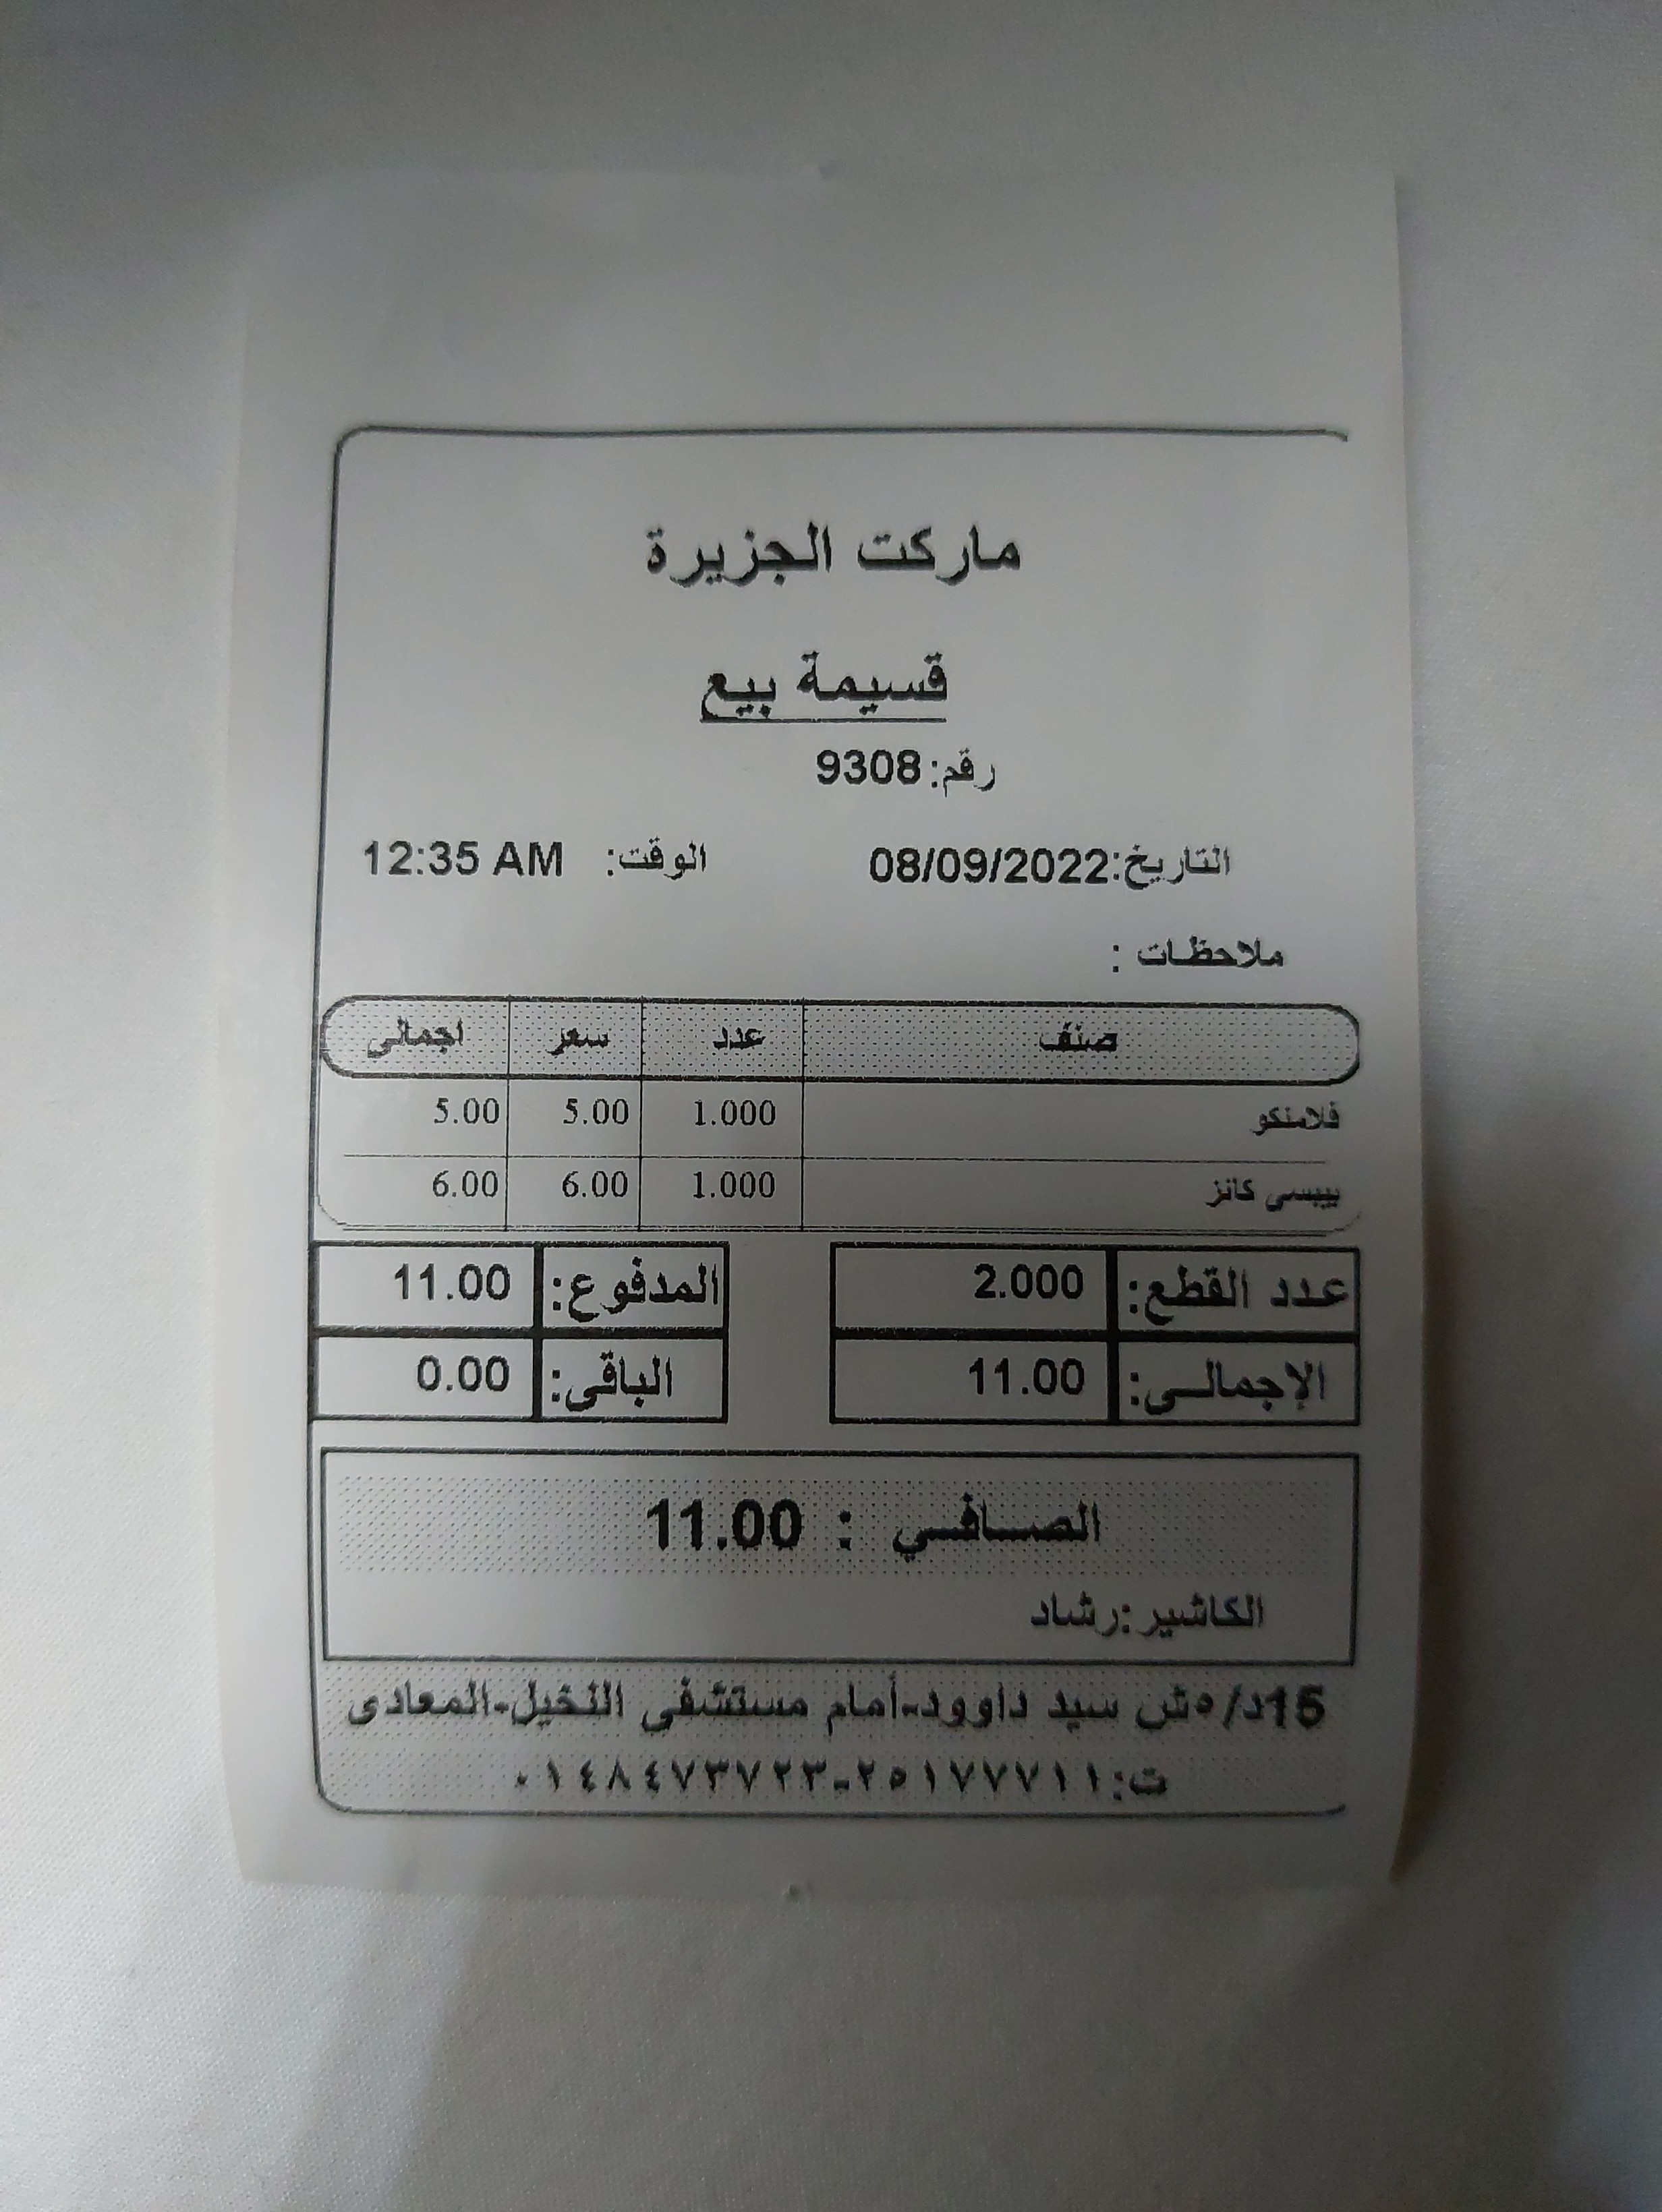 ماركت الجزيرة
قسيمة بيع
رقم:9308
التاريخ:08/09/2022 الوقت: 12:35 AM
ملاحظات :
صنف عدد سعر اجمالى
فلامنكو 1.000 5.00 5.00
بيبسى كانز 1.000 6.00 6.00
عدد القطع: 2.000 المدفوع: 11.00
الإجمالـى: 11.00 الباقى: 0.00
الصـافـي : 11.00
الكاشير:رشاد
15د/٥ش سيد داوود-أمام مستشفى النخيل-المعادى
ت:٢٥١٧٧٧١١-٠١٤٨٤٧٣٧٢٣